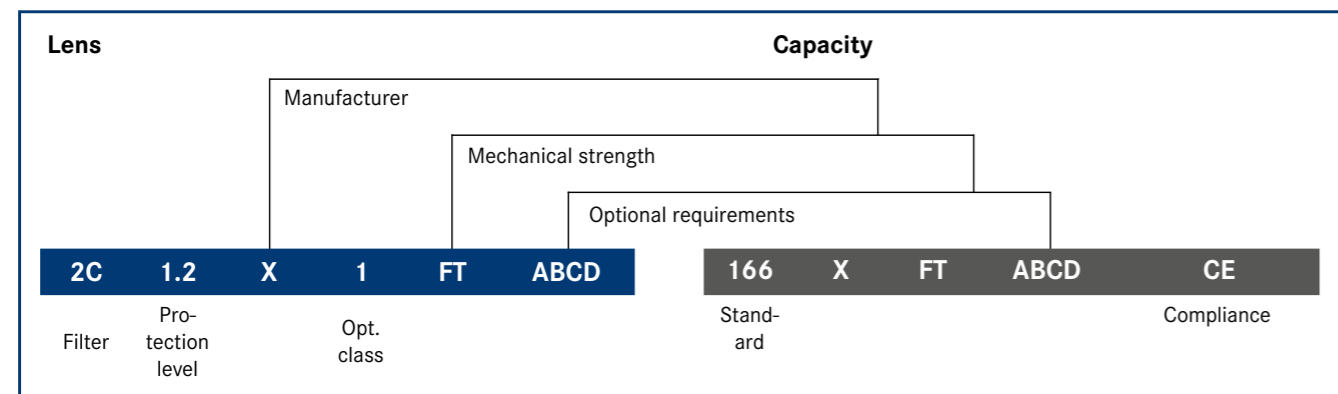 Lens Capacity
Manufacturer
Mechanical strength
Optional requirements
2C 1.2 X 1 FT ABCD 166 X FT ABCD CE
Filter
Pro-
tection
level
Opt.
class
Stand-
ard
Compliance